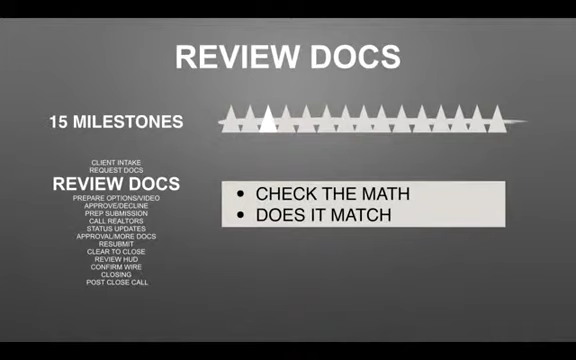 REVIEW DOCS
15 MILESTONES
CLIENT INTAKE
REQUEST DOCS
REVIEW DOCS
PREPARE OPTIONS/VIDEO
APPROVE/DECLINE
PREP SUBMISSION
CALL REALTORS
STATUS UPDATES
APPROVAL/MORE DOCS
RESUBMIT
CLEAR TO CLOSE
REVIEW HUD
CONFIRM WIRE
CLOSING
POST CLOSE CALL
• CHECK THE MATH
• DOES IT MATCH